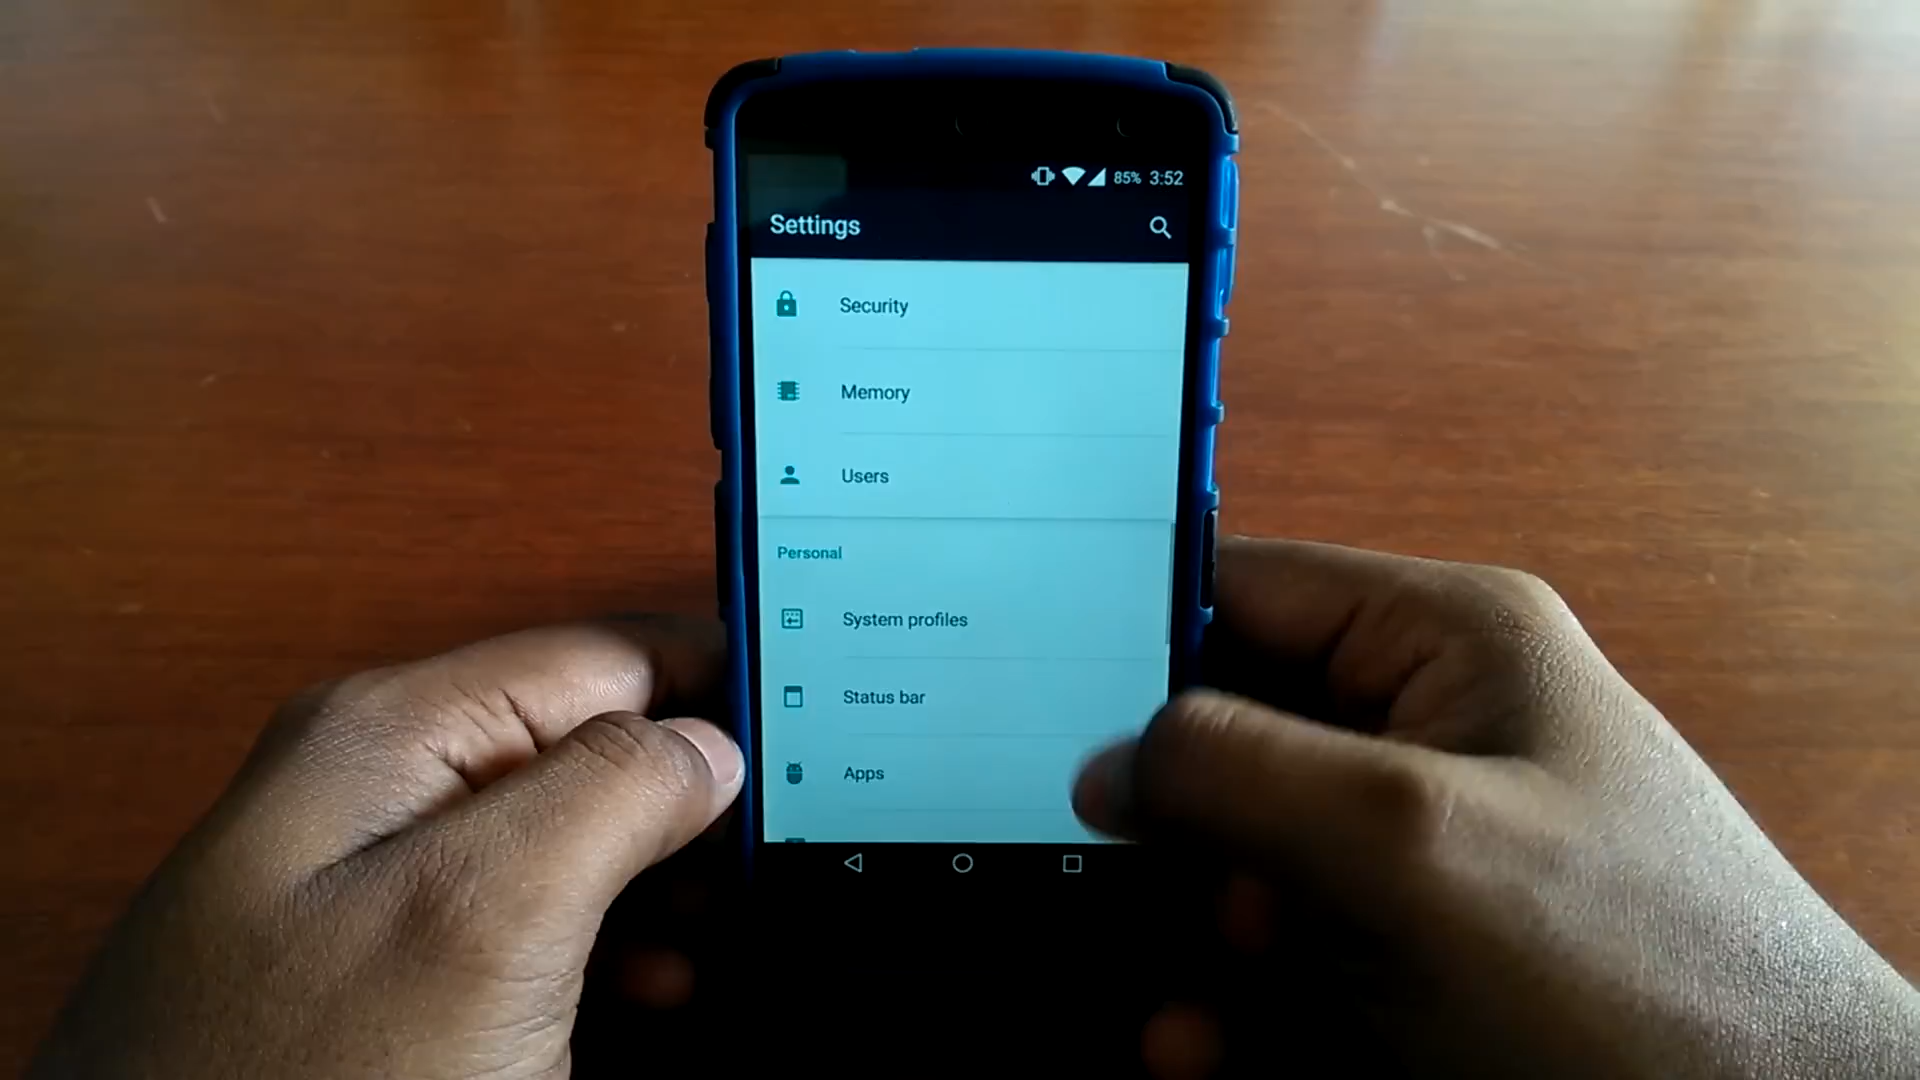 85% 3:52
Settings
Security
Memory
Users
Personal
System profiles
Status bar
Apps